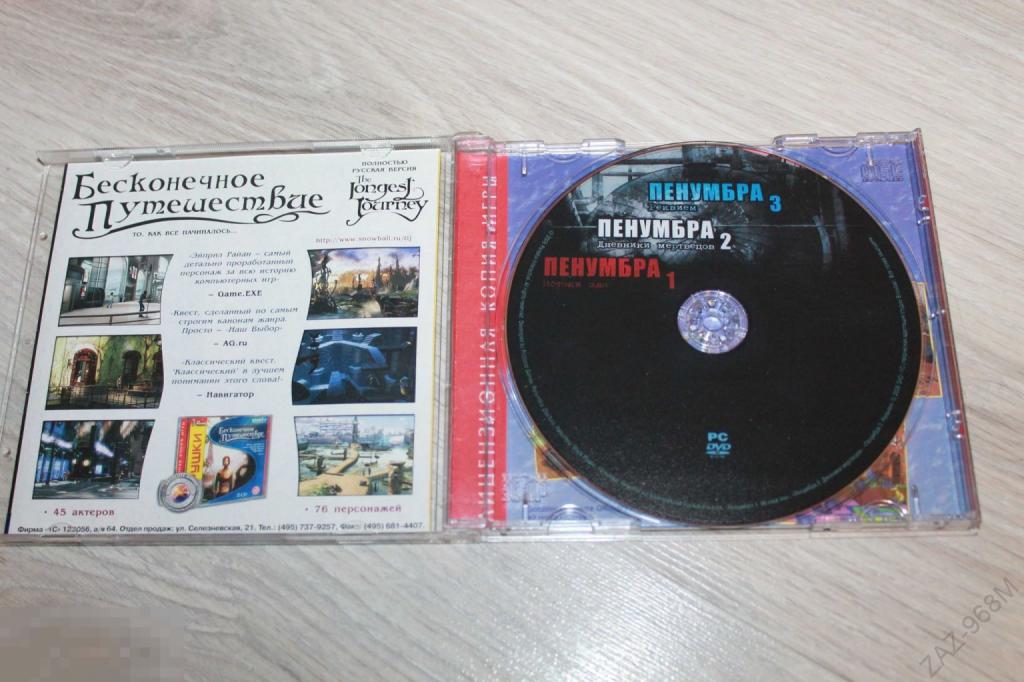 Бесконечное
Путешествие
ТО, КАК ВСЕ НАЧИНАЛОСЬ...
ПОЛНОСТЬЮ
РУССКАЯ ВЕРСИЯ
The
Longest
Journey
http://www.snowball.ru/tlj
«Эйприл Райан – самый
детально проработанный
персонаж за всю историю
компьютерных игр»
– Game.EXE
«Квест, сделанный по самым
строгим канонам жанра.
Просто – «Наш Выбор»
– AG.ru
«Классический квест.
'Классический' в лучшем
понимании этого слова!»
– Навигатор
Бесконечное
Путешествие
• 45 актеров
• 76 персонажей
Фирма «1С» 123056, а/я 64. Отдел продаж: ул. Селезневская, 21, Тел.: (495) 737-9257, Факс: (495) 681-4407.
ЛИЦЕНЗИОННАЯ КОПИЯ ИГРЫ
ПЕНУМБРА 3
Реквием
ПЕНУМБРА 2
Дневники мертвецов
ПЕНУМБРА 1
Истоки зла
PC
DVD
ZAZ-968M